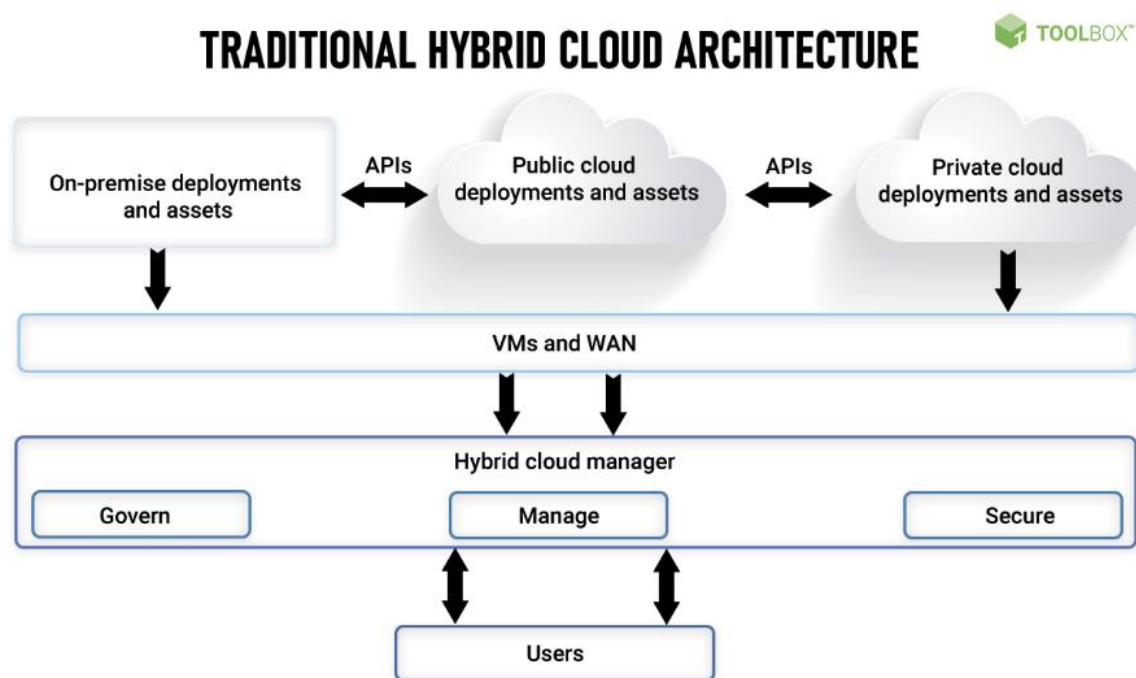 TRADITIONAL HYBRID CLOUD ARCHITECTURE
TOOLBOX™
On-premise deployments
and assets
APIs
Public cloud
deployments and assets
APIs
Private cloud
deployments and assets
VMs and WAN
Hybrid cloud manager
Govern
Manage
Secure
Users